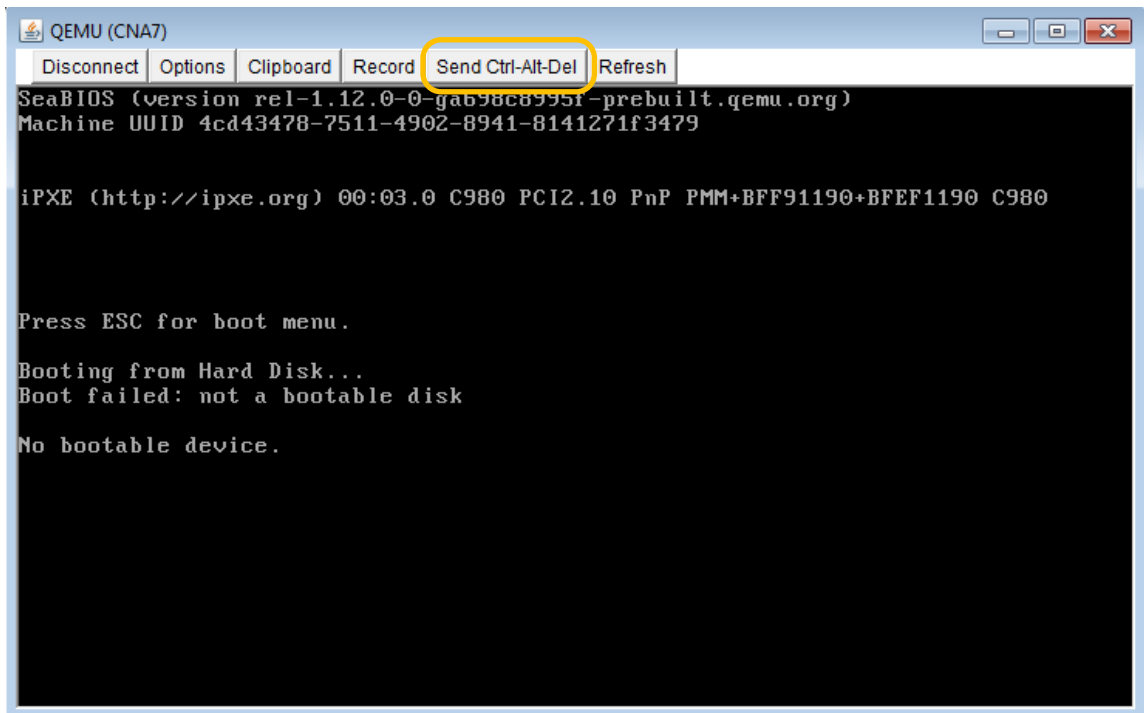 QEMU (CNA7)
Disconnect Options Clipboard Record Send Ctrl-Alt-Del Refresh
SeaBIOS (version rel-1.12.0-0-ga698c8995f-prebuilt.qemu.org)
Machine UUID 4cd43478-7511-4902-8941-8141271f3479
iPXE (http://ipxe.org) 00:03.0 C980 PCI2.10 PnP PMM+BFF91190+BFEF1190 C980
Press ESC for boot menu.
Booting from Hard Disk...
Boot failed: not a bootable disk
No bootable device.